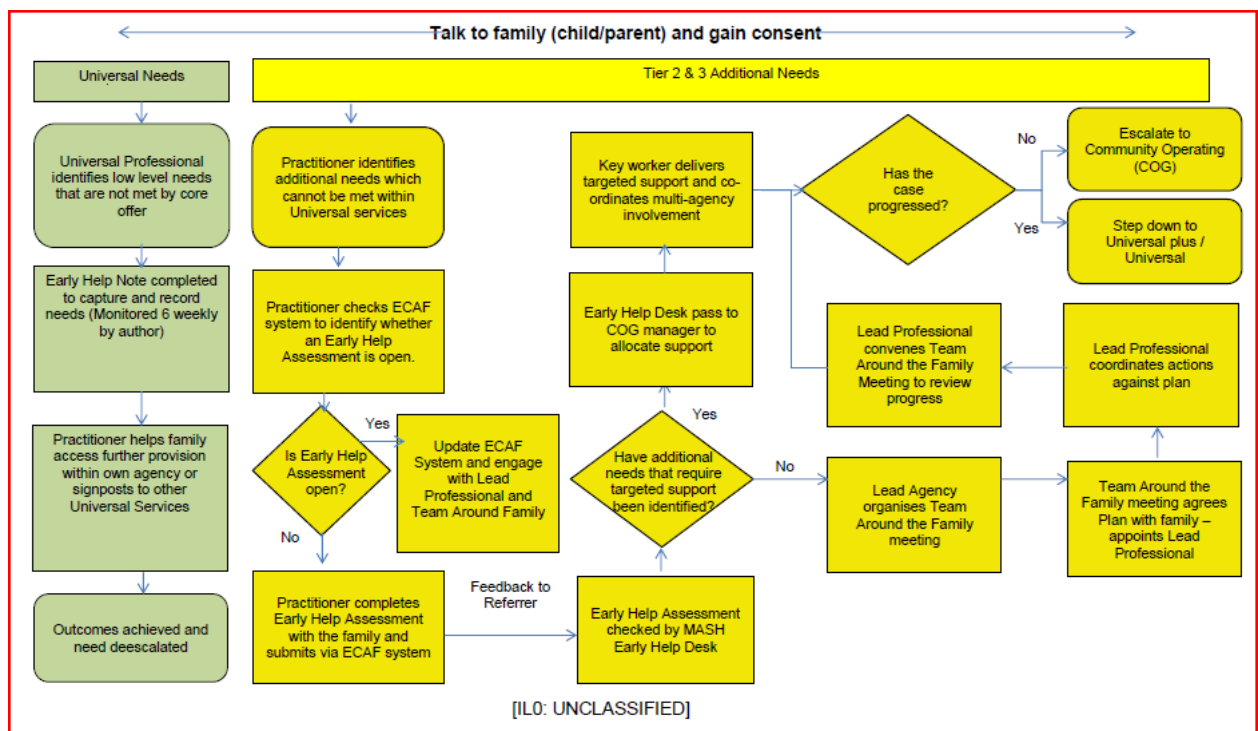 Talk to family (child/parent) and gain consent
Universal Needs
Tier 2 & 3 Additional Needs
Universal Professional
identifies low level needs
that are not met by core
offer
Early Help Note completed
to capture and record
needs (Monitored 6 weekly
by author)
Practitioner helps family
access further provision
within own agency or
signposts to other
Universal Services
Outcomes achieved and
need deescalated
Practitioner identifies
additional needs which
cannot be met within
Universal services
Practitioner checks ECAF
system to identify whether
an Early Help
Assessment is open.
Is Early Help
Assessment
open?
Yes
Update ECAF
System and engage
with Lead
Professional and
Team Around Family
No
Practitioner completes
Early Help Assessment
with the family and
submits via ECAF system
Feedback to
Referrer
Early Help Assessment
checked by MASH
Early Help Desk
Have additional
needs that require
targeted support
been identified?
Yes
Early Help Desk pass to
COG manager to
allocate support
Key worker delivers
targeted support and co-
ordinates multi-agency
involvement
No
Lead Agency
organises Team
Around the Family
meeting
Team Around the
Family meeting agrees
Plan with family –
appoints Lead
Professional
Lead Professional
coordinates actions
against plan
Lead Professional
convenes Team
Around the Family
Meeting to review
progress
Has the
case
progressed?
No
Escalate to
Community Operating
(COG)
Yes
Step down to
Universal plus /
Universal
[IL0: UNCLASSIFIED]